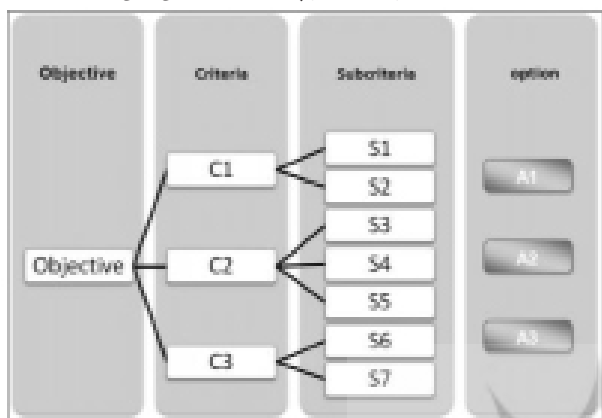 Objective
Criteria
Subcriteria
option
Objective
C1
C2
C3
S1
S2
S3
S4
S5
S6
S7
A1
A2
A3